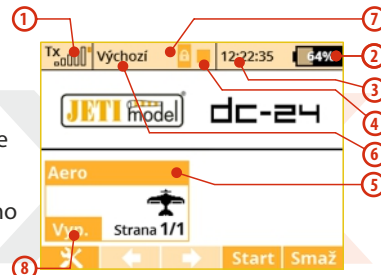 1
7
Tx
Výchozí
12:22:35
64%
2
3
4
JETI model
dc-24
6
e
Aero
5
Vyp.
Strana 1/1
no
8
Start
Smaž